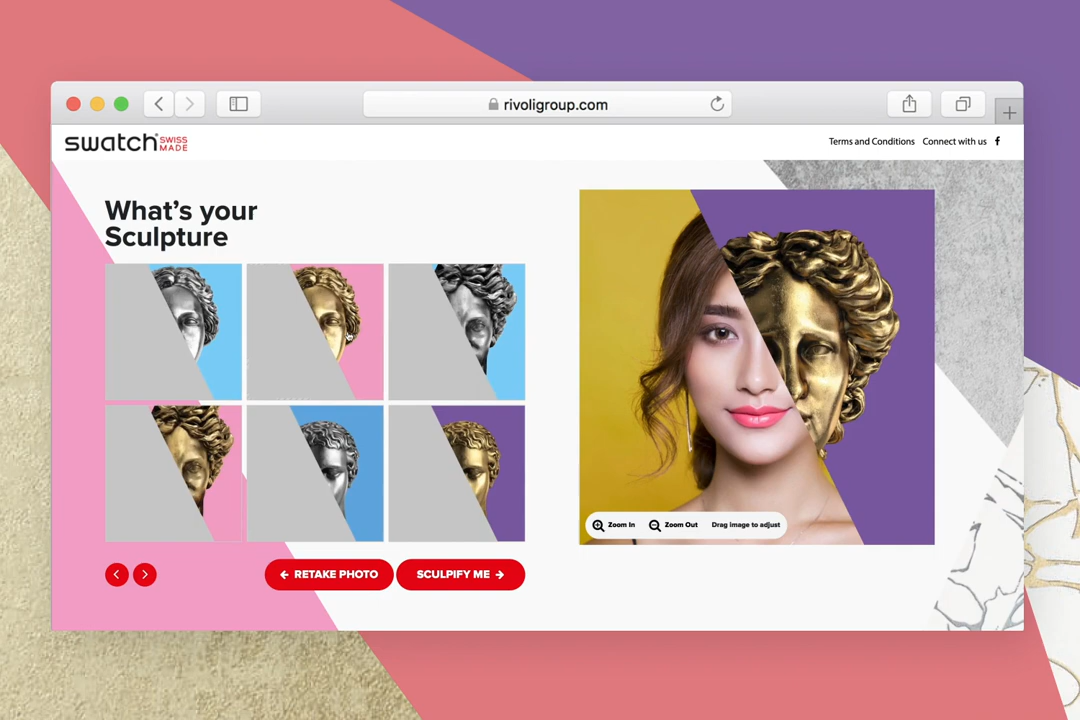 rivoligroup.com
swatch SWISS
MADE
Terms and Conditions Connect with us f
What's your
Sculpture
Zoom In Zoom Out Drag image to adjust
RETAKE PHOTO SCULPIFY ME